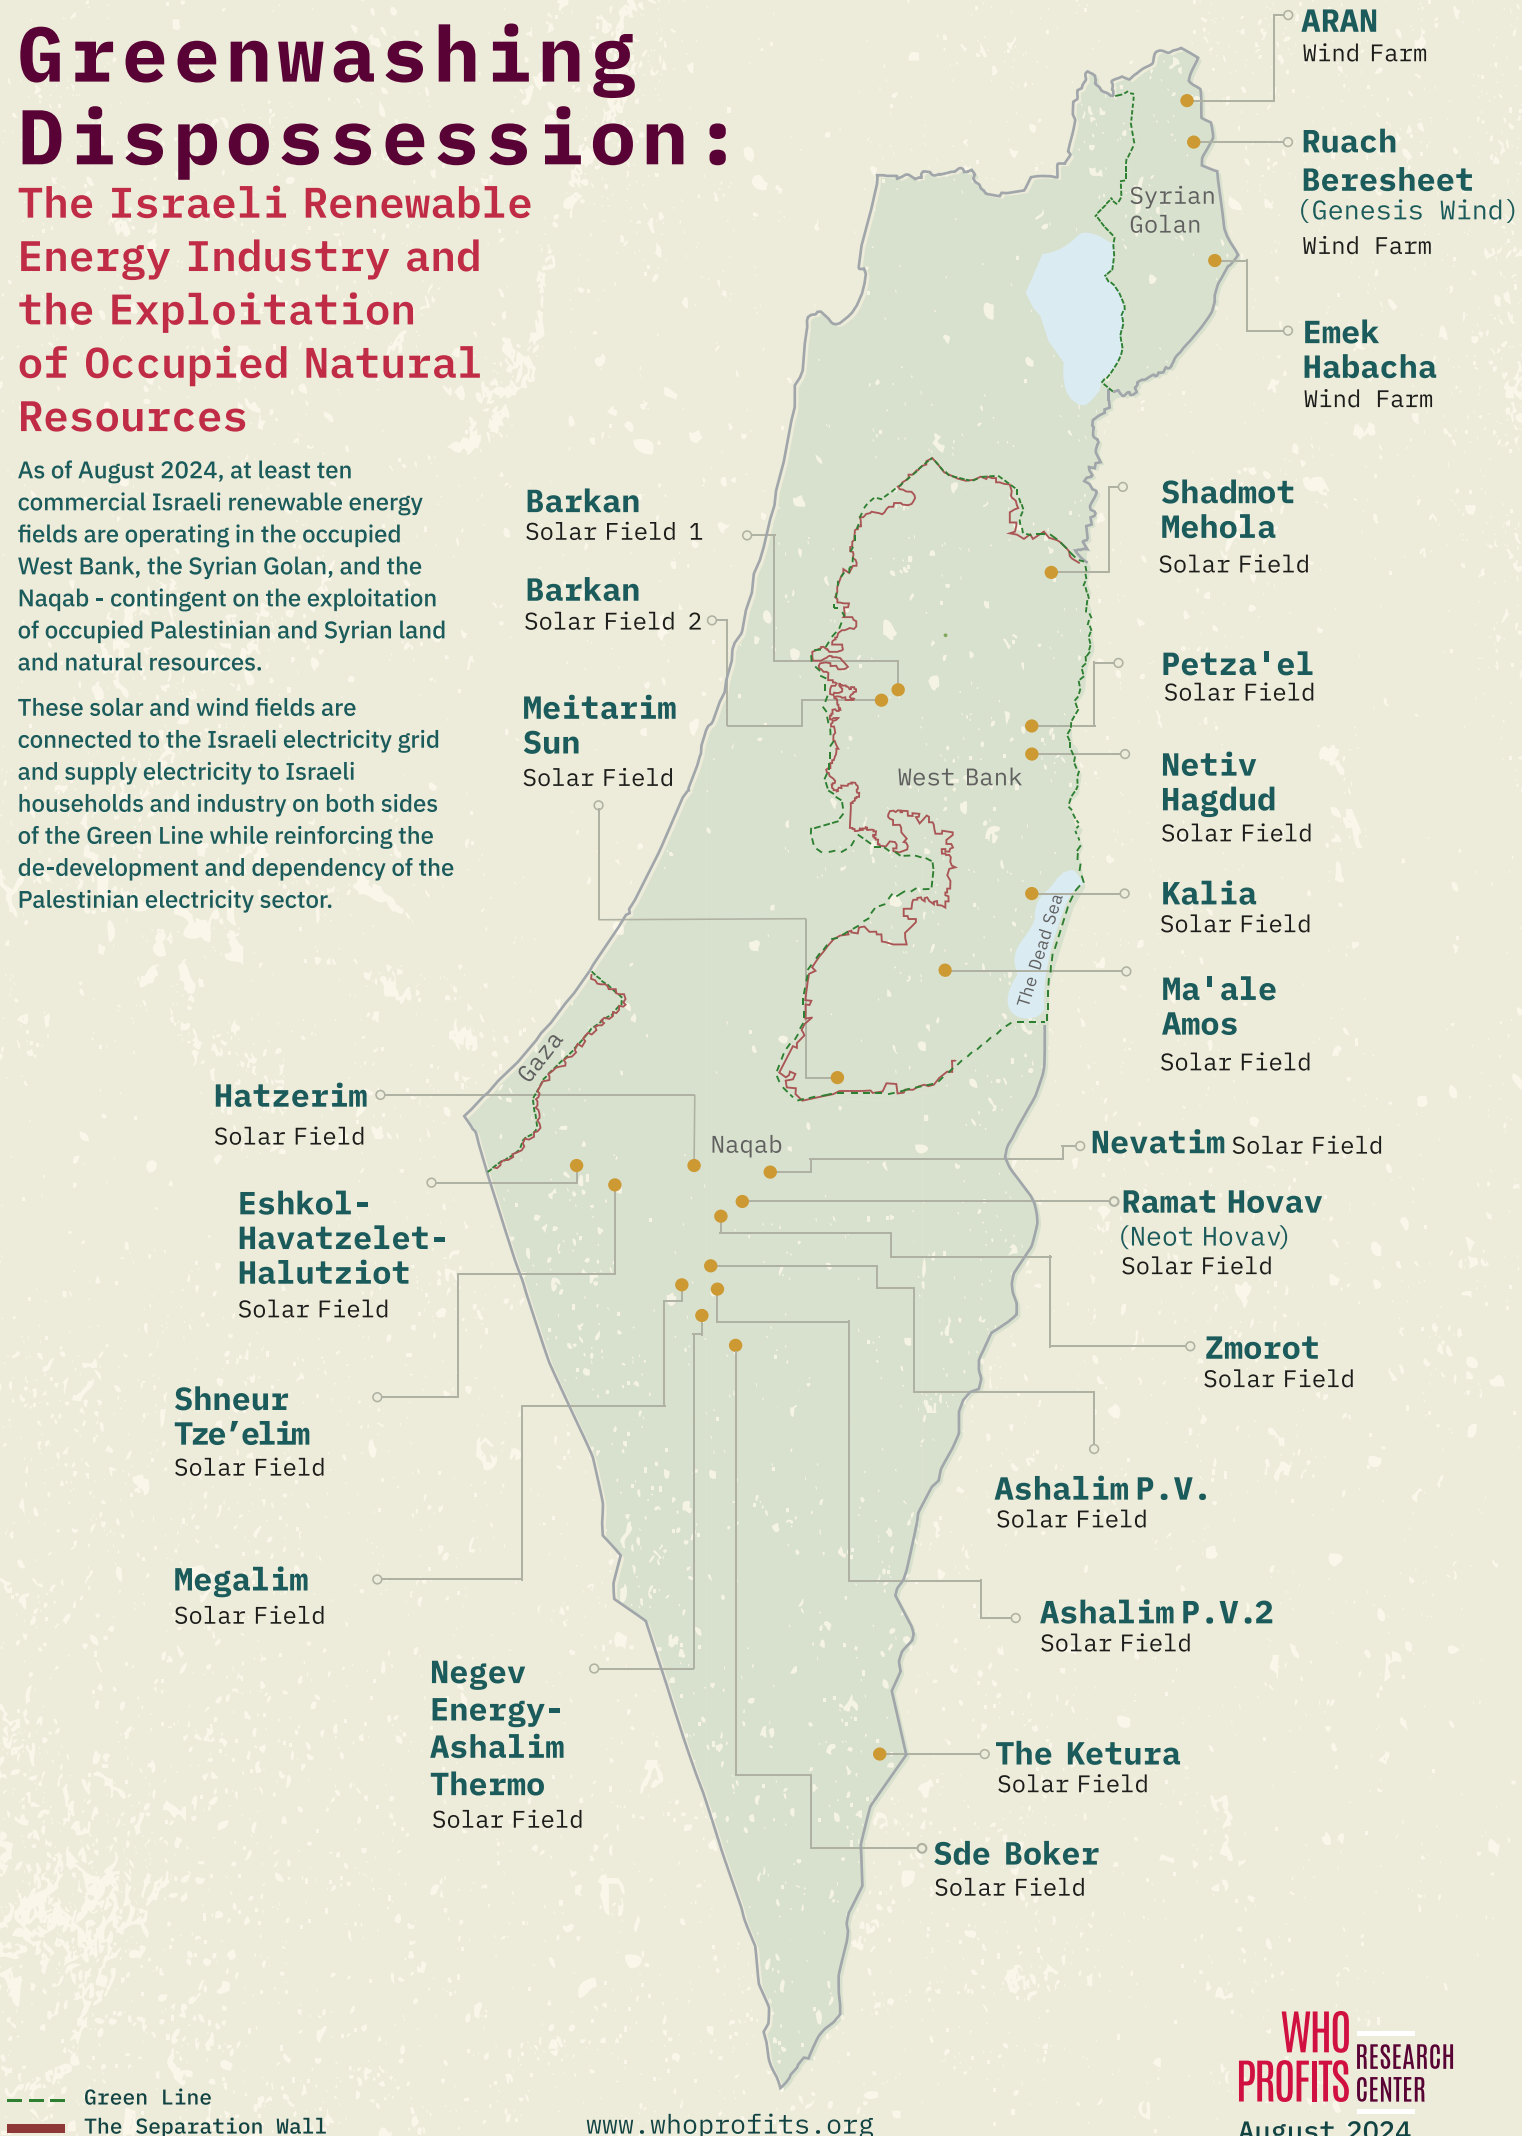 Greenwashing
Dispossession:
The Israeli Renewable
Energy Industry and
the Exploitation
of Occupied Natural
Resources
As of August 2024, at least ten
commercial Israeli renewable energy
fields are operating in the occupied
West Bank, the Syrian Golan, and the
Naqab - contingent on the exploitation
of occupied Palestinian and Syrian land
and natural resources.
These solar and wind fields are
connected to the Israeli electricity grid
and supply electricity to Israeli
households and industry on both sides
of the Green Line while reinforcing the
de-development and dependency of the
Palestinian electricity sector.
ARAN
Wind Farm
Ruach
Beresheet
(Genesis Wind)
Wind Farm
Syrian
Golan
Emek
Habacha
Wind Farm
Barkan
Solar Field 1
Barkan
Solar Field 2
Meitarim
Sun
Solar Field
Shadmot
Mehola
Solar Field
Petza'el
Solar Field
West Bank
Netiv
Hagdud
Solar Field
Kalia
Solar Field
The Dead Sea
Ma'ale
Amos
Solar Field
Gaza
Hatzerim
Solar Field
Naqab
Nevatim Solar Field
Eshkol-
Havatzelet-
Halutziot
Solar Field
Ramat Hovav
(Neot Hovav)
Solar Field
Zmorot
Solar Field
Shneur
Tze’elim
Solar Field
Ashalim P.V.
Solar Field
Megalim
Solar Field
Ashalim P.V.2
Solar Field
Negev
Energy-
Ashalim
Thermo
Solar Field
The Ketura
Solar Field
Sde Boker
Solar Field
Green Line
The Separation Wall
www.whoprofits.org
WHO
PROFITS
RESEARCH
CENTER
August 2024